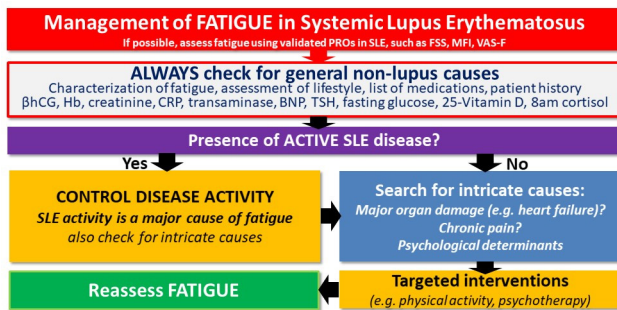 Management of FATIGUE in Systemic Lupus Erythematosus
If possible, assess fatigue using validated PROs in SLE, such as FSS, MFI, VAS-F
ALWAYS check for general non-lupus causes
Characterization of fatigue, assessment of lifestyle, list of medications, patient history
βhCG, Hb, creatinine, CRP, transaminase, BNP, TSH, fasting glucose, 25-Vitamin D, 8am cortisol
Presence of ACTIVE SLE disease?
Yes
No
CONTROL DISEASE ACTIVITY
SLE activity is a major cause of fatigue
also check for intricate causes
Search for intricate causes:
Major organ damage (e.g. heart failure)?
Chronic pain?
Psychological determinants
Reassess FATIGUE
Targeted interventions
(e.g. physical activity, psychotherapy)